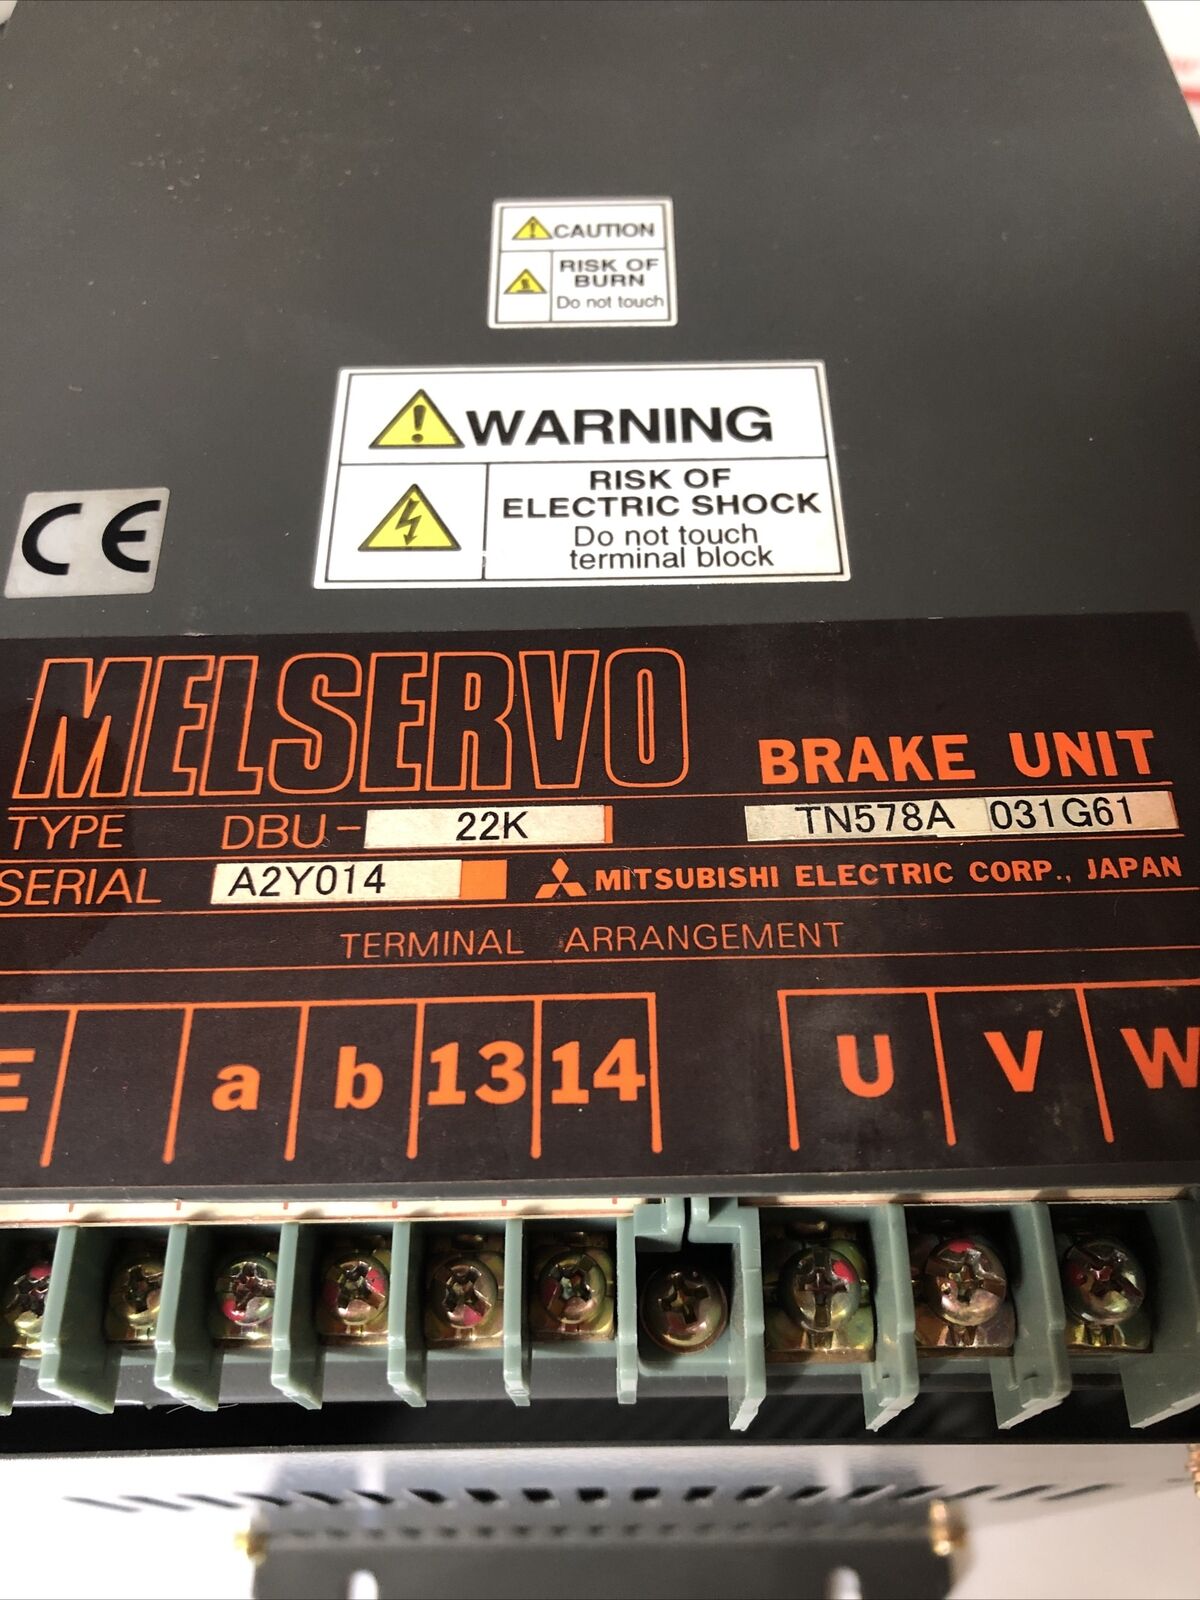 CAUTION
RISK OF
BURN
Do not touch
WARNING
RISK OF
ELECTRIC SHOCK
Do not touch
terminal block
CE
MELSERVO
BRAKE UNIT
TYPE DBU- 22K TN578A 031G61
SERIAL A2Y014 MITSUBISHI ELECTRIC CORP., JAPAN
TERMINAL ARRANGEMENT
E a b 13 14 U V W